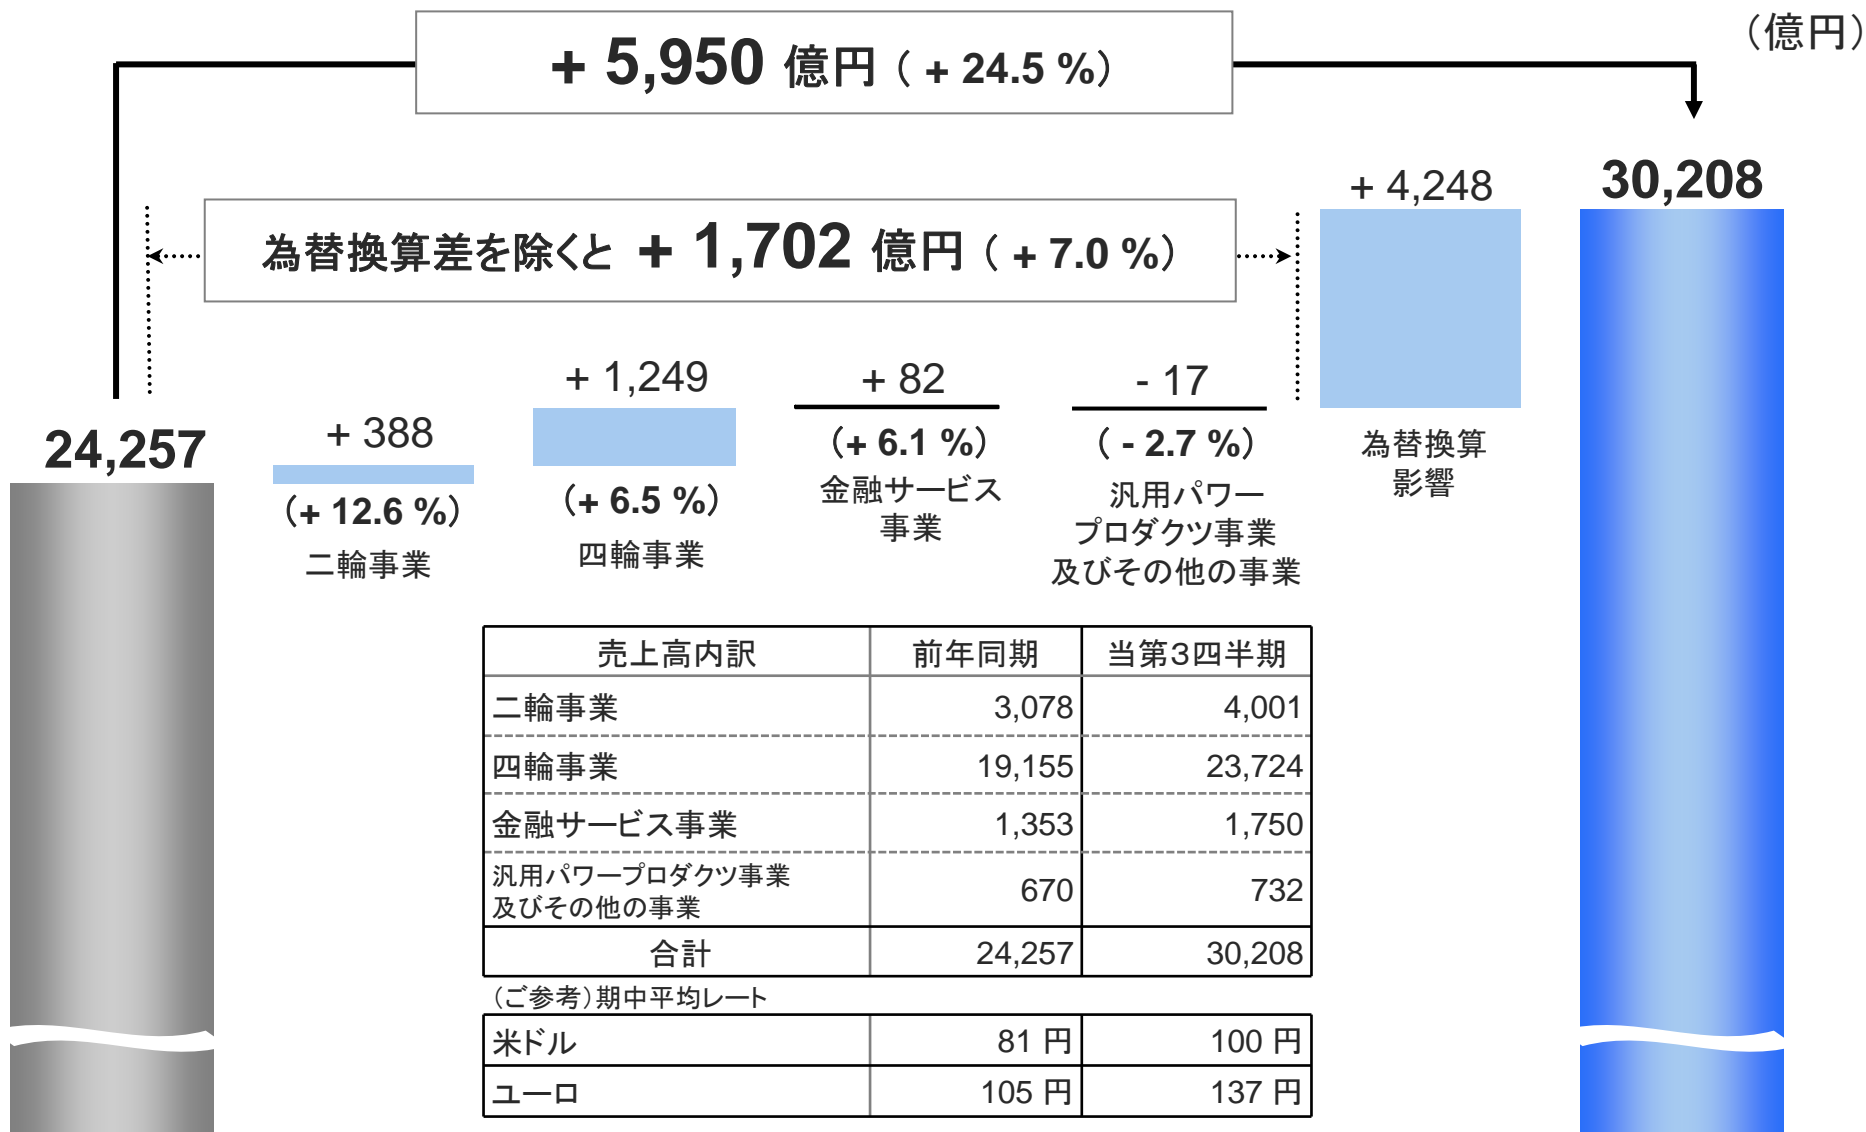 （億円）
+ 5,950 億円（ + 24.5 %）
30,208
+ 4,248
為替換算差を除くと + 1,702 億円（ + 7.0 %）
24,257
+ 388
（+ 12.6 %）
二輪事業
+ 1,249
（+ 6.5 %）
四輪事業
+ 82
（+ 6.1 %）
金融サービス
事業
- 17
（ - 2.7 %）
汎用パワー
プロダクツ事業
及びその他の事業
為替換算
影響
売上高内訳 前年同期 当第３四半期
二輪事業 3,078 4,001
四輪事業 19,155 23,724
金融サービス事業 1,353 1,750
汎用パワープロダクツ事業
及びその他の事業 670 732
合計 24,257 30,208
（ご参考）期中平均レート
米ドル 81 円 100 円
ユーロ 105 円 137 円